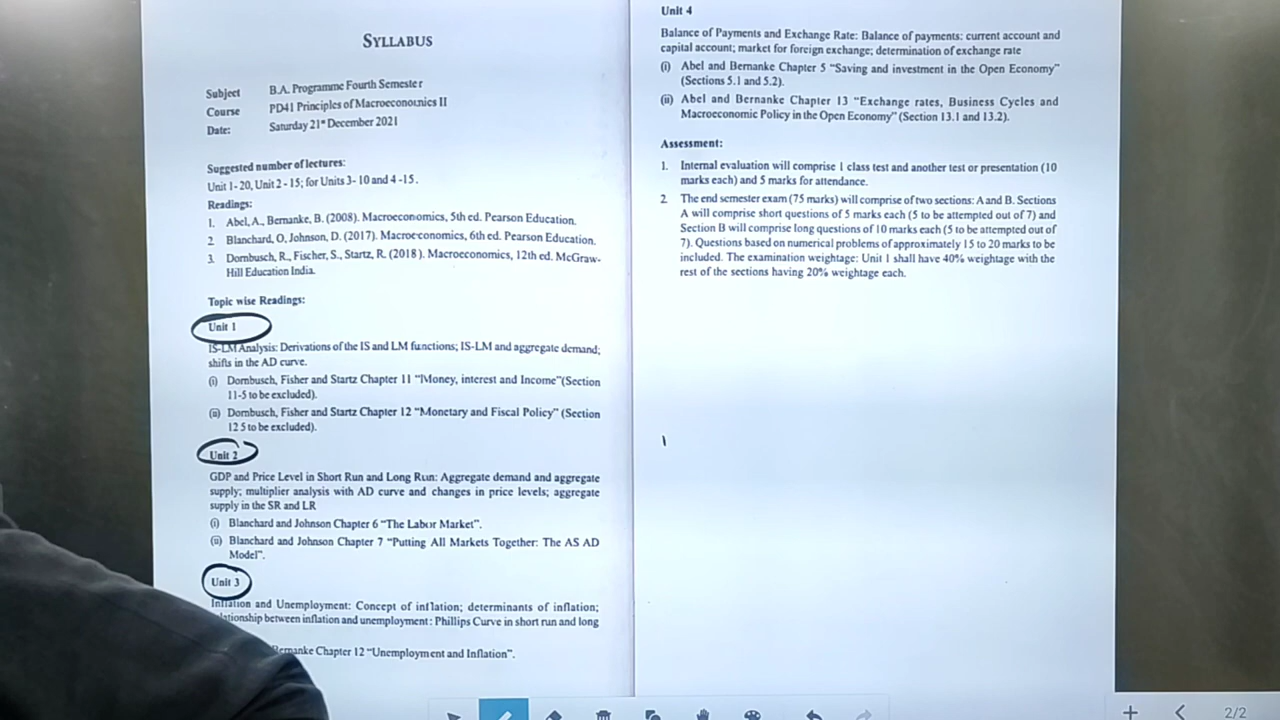 SYLLABUS
Subject B.A. Programme Fourth Semester
Course PD41 Principles of Macroeconomics II
Date: Saturday 21st December 2021
Suggested number of lectures:
Unit 1- 20, Unit 2 - 15; for Units 3- 10 and 4 -15.
Readings:
1. Abel, A., Bernanke, B. (2008). Macroeconomics, 5th ed. Pearson Education.
2 Blanchard, O, Johnson, D. (2017). Macroeconomics, 6th ed. Pearson Education.
3. Dornbusch, R., Fischer, S., Startz, R. (2018). Macroeconomics, 12th ed. McGraw-
Hill Education India.
Topic wise Readings:
Unit 1
IS-LM Analysis: Derivations of the IS and LM functions; IS-LM and aggregate demand;
shifts in the AD curve.
(i) Dornbusch, Fisher and Startz Chapter 11 "Money, interest and Income"(Section
11-5 to be excluded).
(ii) Dornbusch, Fisher and Startz Chapter 12 "Monetary and Fiscal Policy" (Section
12 5 to be excluded).
Unit 2
GDP and Price Level in Short Run and Long Run: Aggregate demand and aggregate
supply; multiplier analysis with AD curve and changes in price levels; aggregate
supply in the SR and LR
(i) Blanchard and Johnson Chapter 6 "The Labor Market".
(ii) Blanchard and Johnson Chapter 7 "Putting All Markets Together: The AS AD
Model".
Unit 3
Inflation and Unemployment: Concept of inflation; determinants of inflation;
between inflation and unemployment: Phillips Curve in short run and long
Bernanke Chapter 12 "Unemployment and Inflation".
Unit 4
Balance of Payments and Exchange Rate: Balance of payments: current account and
capital account; market for foreign exchange; determination of exchange rate
(i) Abel and Bernanke Chapter 5 "Saving and investment in the Open Economy"
(Sections 5.1 and 5.2).
(ii) Abel and Bernanke Chapter 13 "Exchange rates, Business Cycles and
Macroeconomic Policy in the Open Economy" (Section 13.1 and 13.2).
Assessment:
1. Internal evaluation will comprise 1 class test and another test or presentation (10
marks each) and 5 marks for attendance.
2 The end semester exam (75 marks) will comprise of two sections: A and B. Sections
A will comprise short questions of 5 marks each (5 to be attempted out of 7) and
Section B will comprise long questions of 10 marks each (5 to be attempted out of
7). Questions based on numerical problems of approximately 15 to 20 marks to be
included. The examination weightage: Unit 1 shall have 40% weightage with the
rest of the sections having 20% weightage each.
2/2